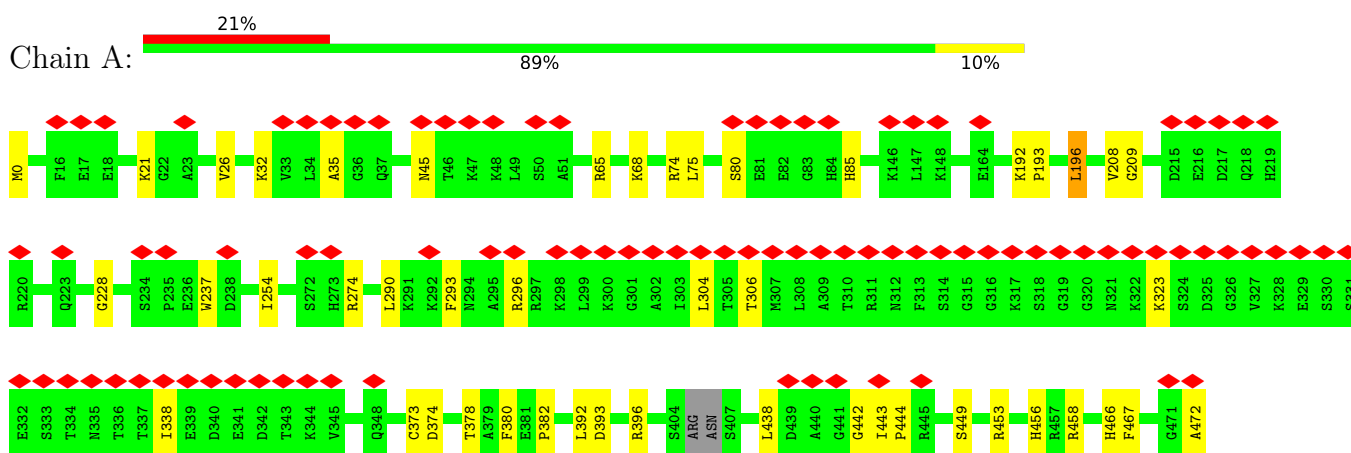 21%
Chain A:
89% 10%
M0 F16 E17 E18 K21 G22 A23 V26 K32 V33 L34 A35 G36 Q37 N45 T46 K47 K48 L49 S50 A51 R65 K68 R74 L75 S80 E81 E82 G83 H84 H85 K146 L147 K148 E164 K192 P193 L196 V208 G209 D215 E216 D217 Q218 H219
R220 Q223 G228 S234 P235 E236 W237 D238 I254 S272 H273 R274 L290 K291 K292 F293 N294 A295 R296 R297 K298 L299 K300 G301 A302 I303 L304 T305 T306 M307 L308 A309 T310 R311 N312 F313 S314 G315 G316 K317 S318 G319 G320 N321 K322 K323 S324 D325 G326 V327 K328 E329 S330 S331
E332 S333 T334 N335 T336 T337 I338 E339 D340 E341 D342 T343 K344 V345 Q348 C373 D374 T378 A379 F380 E381 P382 L392 D393 R396 S404 ARG ASN S407 L438 D439 A440 G441 G442 I443 P444 R445 S449 R453 H456 R457 R458 H466 F467 G471 A472